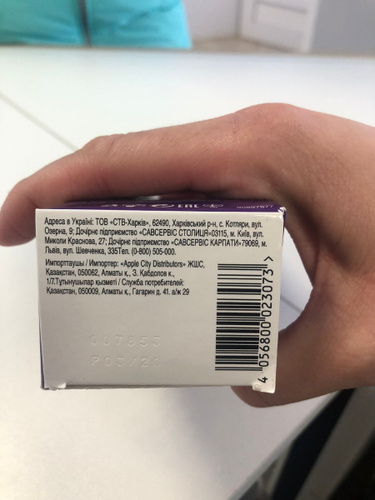 EAC
Адреса в Україні: ТОВ «СТВ-Харків», 62490, Харківський р-н, с. Котляри, вул.
Озерна, 9; Дочірнє підприємство «САВСЕРВІС СТОЛИЦЯ»03115, м. Київ, вул.
Миколи Краснова, 27; Дочірнє підприємство «САВСЕРВІС КАРПАТИ»79069, м.
Львів, вул. Шевченка, 335Тел. (0-800) 505-000.
Импорттаушы / Импортер: «Apple City Distributors» ЖШС,
Қазақстан, 050062, Алматы қ., З. Қабдолов к.,
1/7.Тұтынушылар қызметі / Служба потребителей:
Қазақстан, 050009, Алматы қ., Гагарин д. 41. а/ж 29
4 056800 023073 >